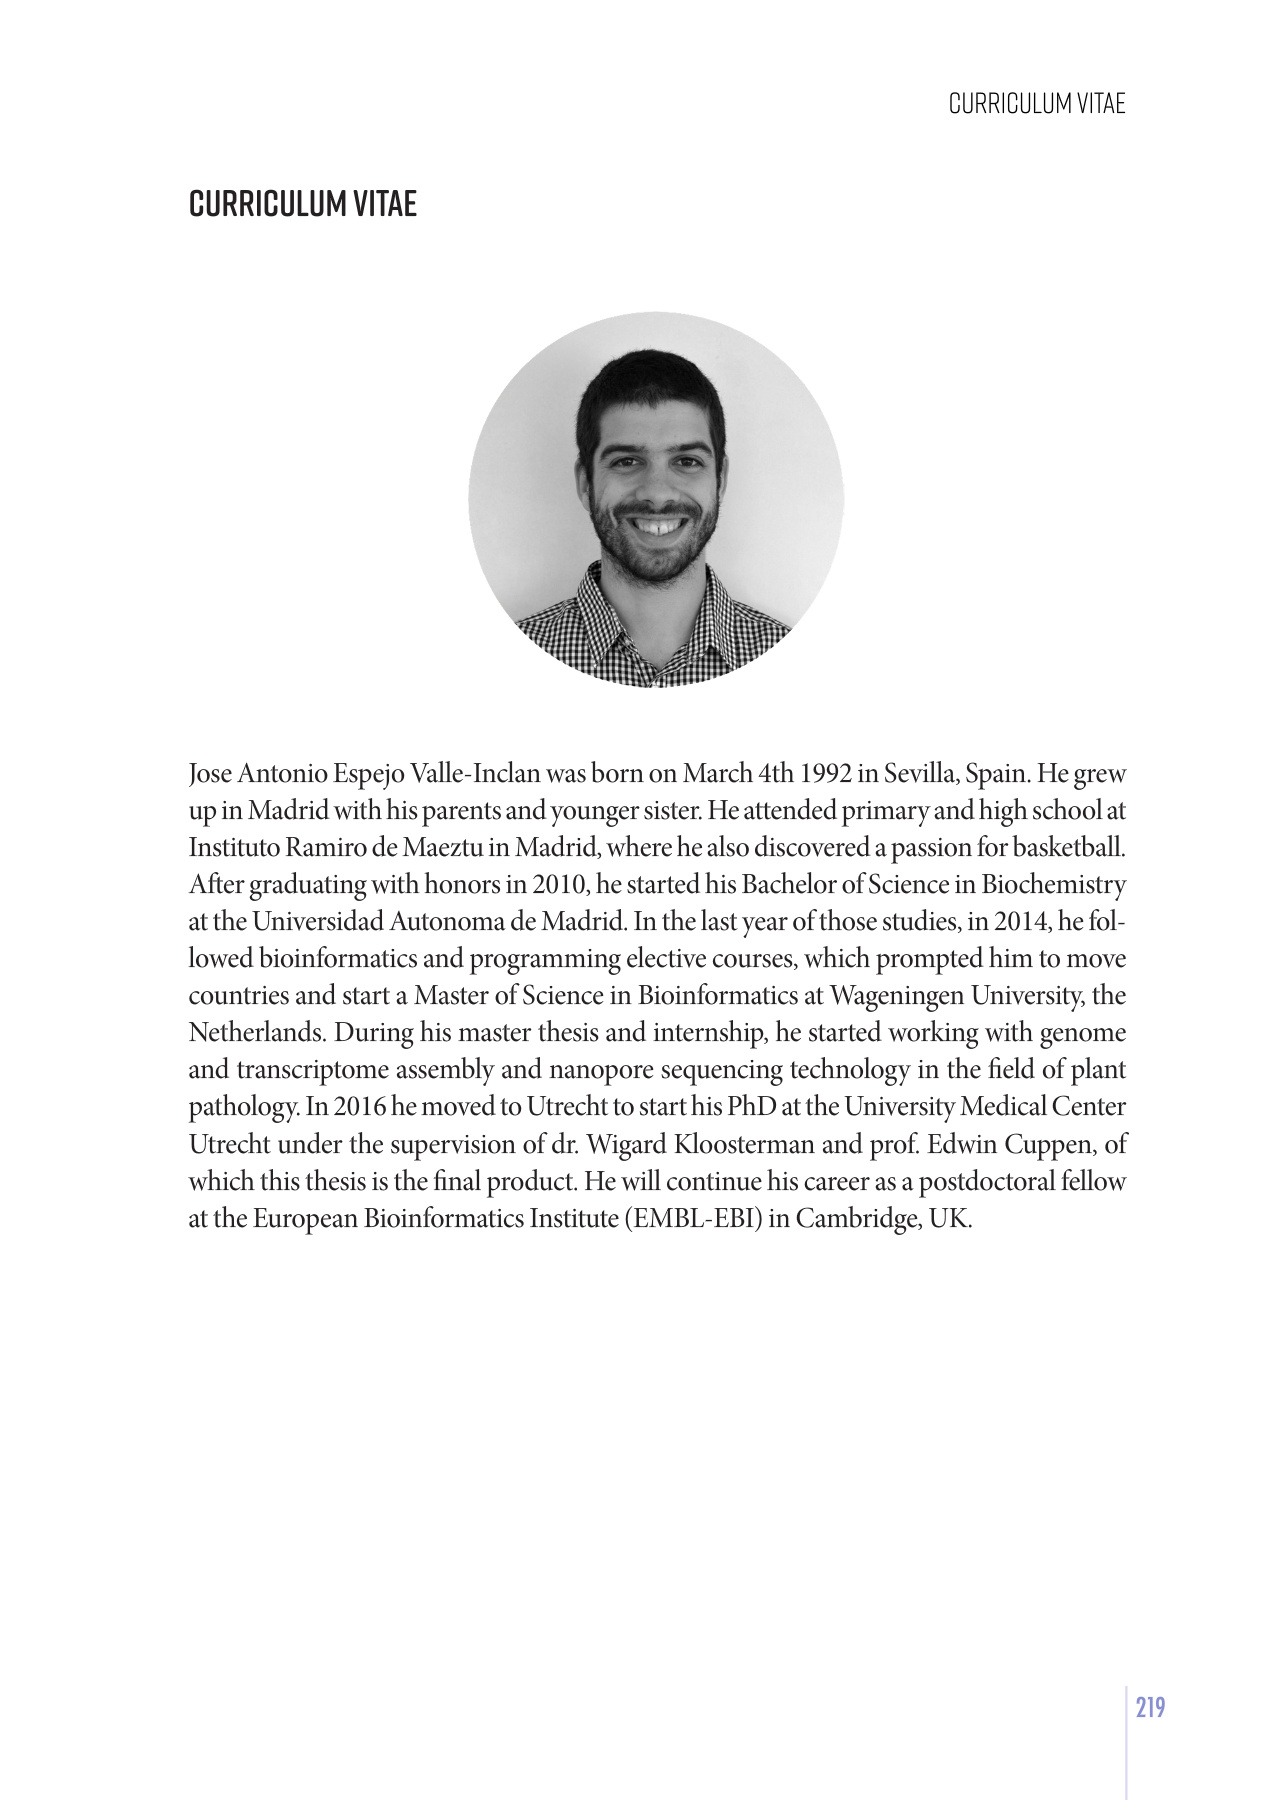 CURRICULUM VITAE
CURRICULUM VITAE
Jose Antonio Espejo Valle-Inclan was born on March 4th 1992 in Sevilla, Spain. He grew
up in Madrid with his parents and younger sister. He attended primary and high school at
Instituto Ramiro de Maeztu in Madrid, where he also discovered a passion for basketball.
After graduating with honors in 2010, he started his Bachelor of Science in Biochemistry
at the Universidad Autonoma de Madrid. In the last year of those studies, in 2014, he fol-
lowed bioinformatics and programming elective courses, which prompted him to move
countries and start a Master of Science in Bioinformatics at Wageningen University, the
Netherlands. During his master thesis and internship, he started working with genome
and transcriptome assembly and nanopore sequencing technology in the field of plant
pathology. In 2016 he moved to Utrecht to start his PhD at the University Medical Center
Utrecht under the supervision of dr. Wigard Kloosterman and prof. Edwin Cuppen, of
which this thesis is the final product. He will continue his career as a postdoctoral fellow
at the European Bioinformatics Institute (EMBL-EBI) in Cambridge, UK.
219